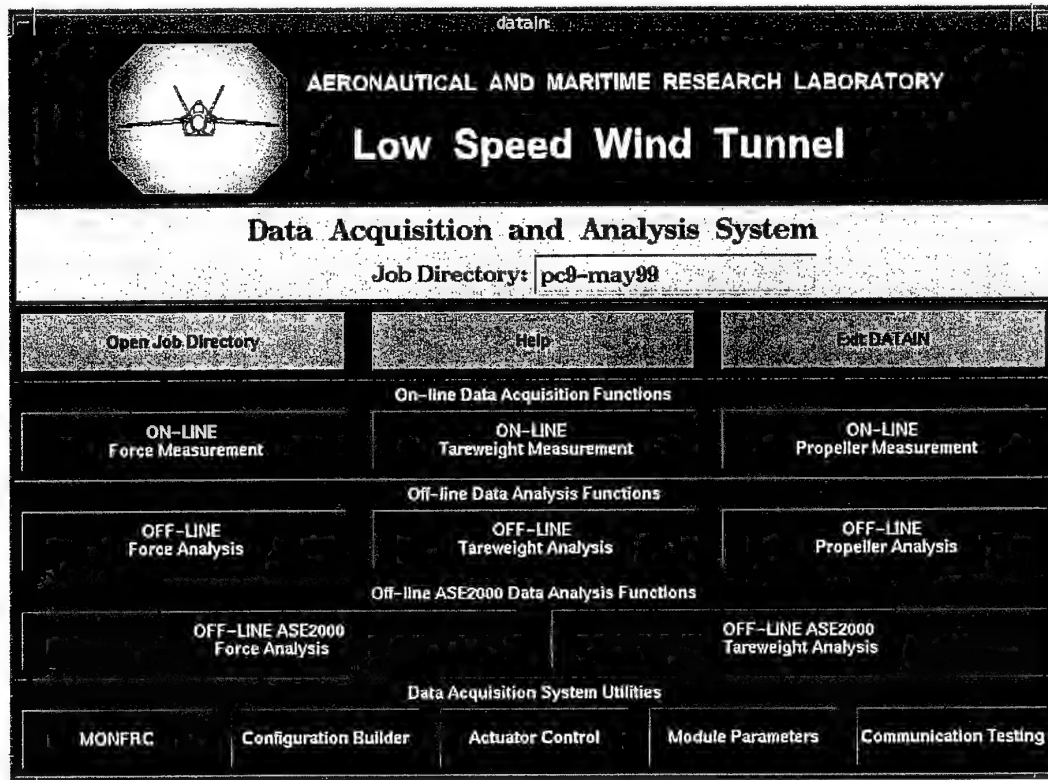 datain
AERONAUTICAL AND MARITIME RESEARCH LABORATORY
Low Speed Wind Tunnel
Data Acquisition and Analysis System
Job Directory: pc9-may99
Open Job Directory Help Exit DATAIN
On-line Data Acquisition Functions
ON-LINE ON-LINE ON-LINE
Force Measurement Tareweight Measurement Propeller Measurement
Off-line Data Analysis Functions
OFF-LINE OFF-LINE OFF-LINE
Force Analysis Tareweight Analysis Propeller Analysis
Off-line ASE2000 Data Analysis Functions
OFF-LINE ASE2000 OFF-LINE ASE2000
Force Analysis Tareweight Analysis
Data Acquisition System Utilities
MONFRC Configuration Builder Actuator Control Module Parameters Communication Testing